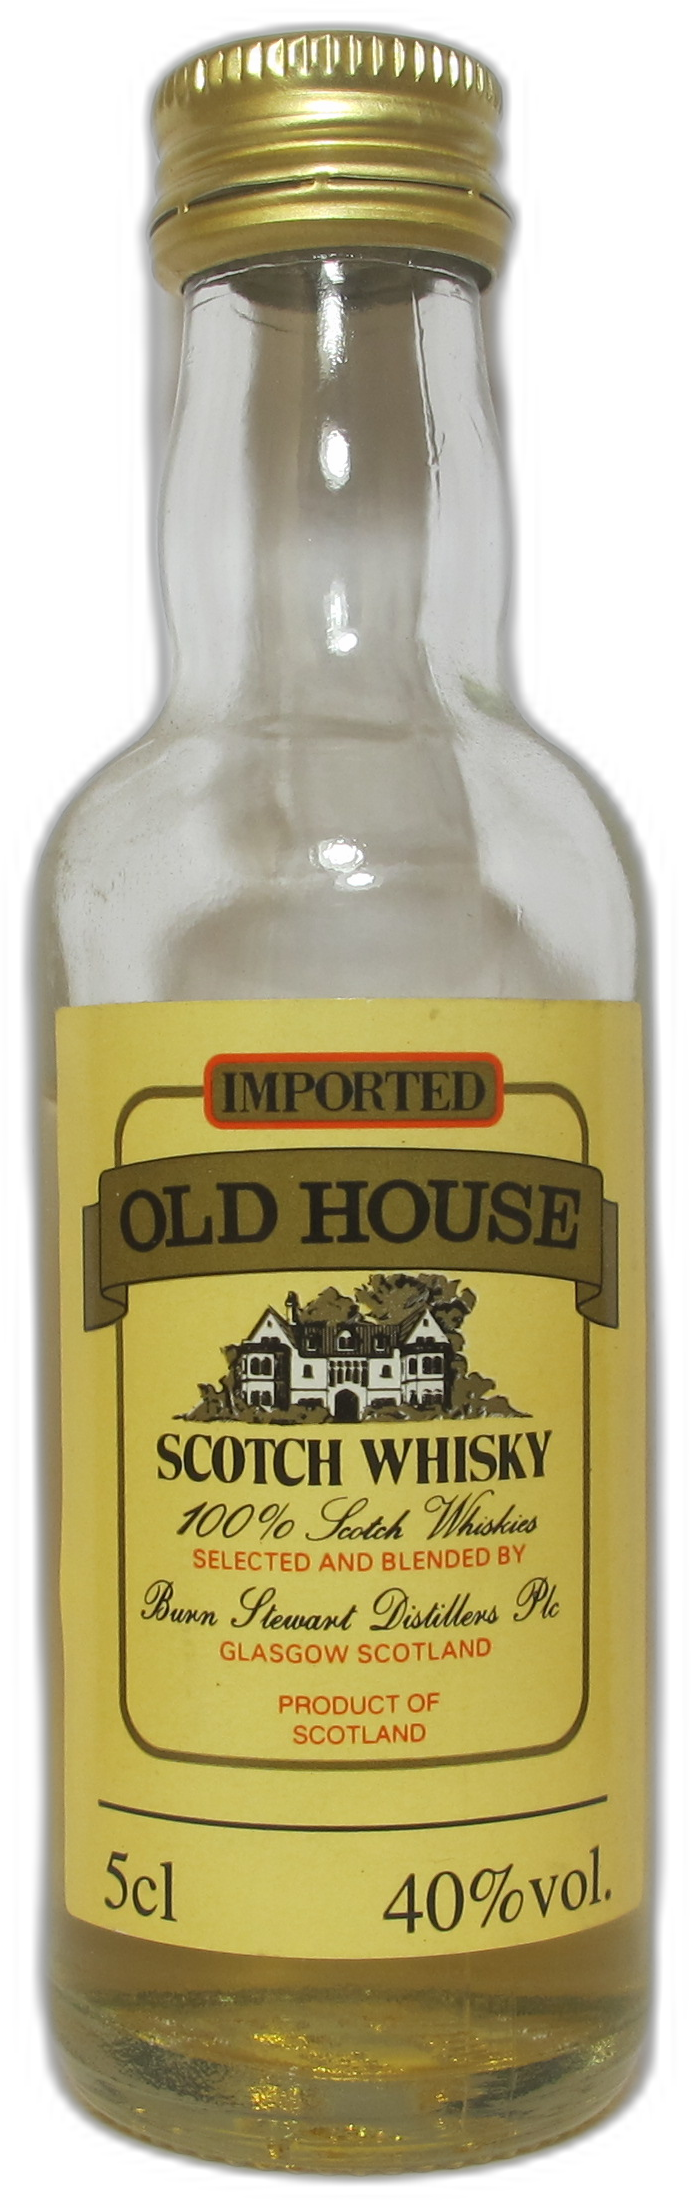 IMPORTED
OLD HOUSE
SCOTCH WHISKY
100% Scotch Whiskies
SELECTED AND BLENDED BY
Burn Stewart Distillers Plc
GLASGOW SCOTLAND
PRODUCT OF
SCOTLAND
5cl 40%vol.